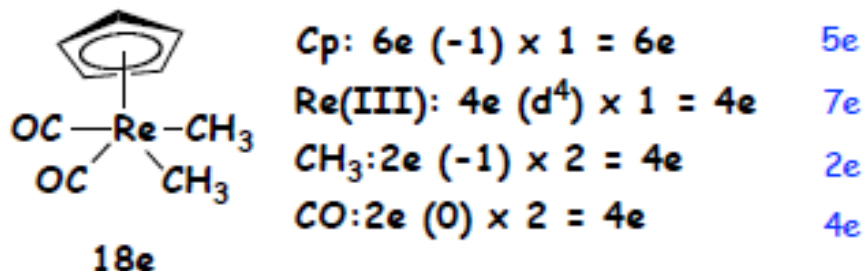 OC Re CH₃
OC CH₃
18e
Cp: 6e (-1) x 1 = 6e 5e
Re(III): 4e (d⁴) x 1 = 4e 7e
CH₃:2e (-1) x 2 = 4e 2e
CO:2e (0) x 2 = 4e 4e